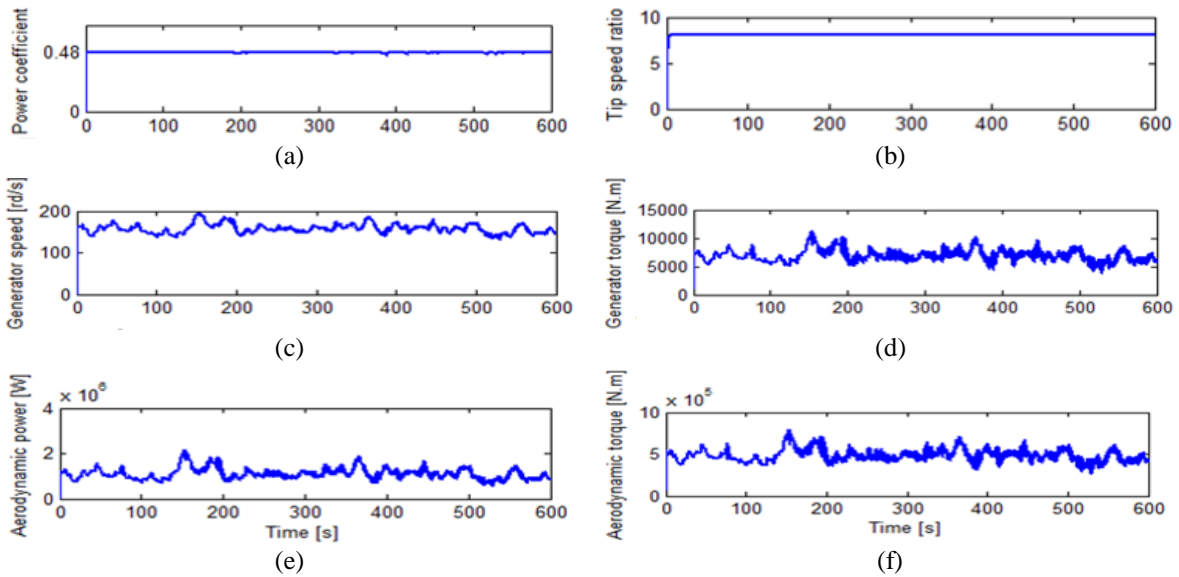 Power coefficient
0.48
0
0 100 200 300 400 500 600
(a)
Tip speed ratio
10
5
0
0 100 200 300 400 500 600
(b)
Generator speed [rd/s]
200
100
0
0 100 200 300 400 500 600
(c)
Generator torque [N.m]
15000
10000
5000
0
0 100 200 300 400 500 600
(d)
Aerodynamic power [W]
× 10^6
4
2
0
0 100 200 300 400 500 600
Time [s]
(e)
Aerodynamic torque [N.m]
× 10^5
10
5
0
0 100 200 300 400 500 600
Time [s]
(f)